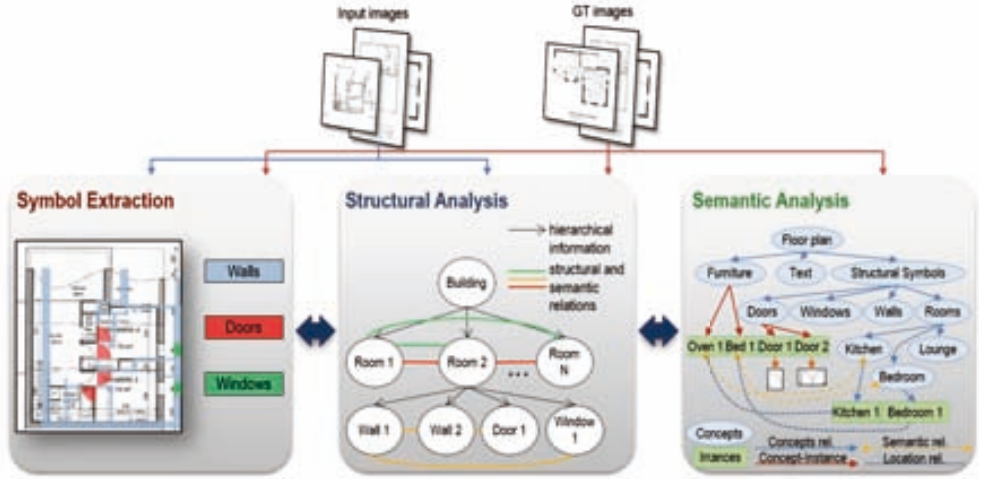 Input images
GT images
Symbol Extraction
Walls
Doors
Windows
Structural Analysis
hierarchical
information
structural and
semantic
relations
Building
Room 1
Room 2
Room
N
...
Wall 1
Wall 2
Door 1
Window
1
Semantic Analysis
Floor plan
Furniture
Text
Structural Symbols
Doors
Windows
Walls
Rooms
Oven 1
Bed 1
Door 1
Door 2
Kitchen
Lounge
Bedroom
Kitchen 1
Bedroom 1
Concepts
Concepts rel.
Semantic rel.
Concept-Instance
Location rel.